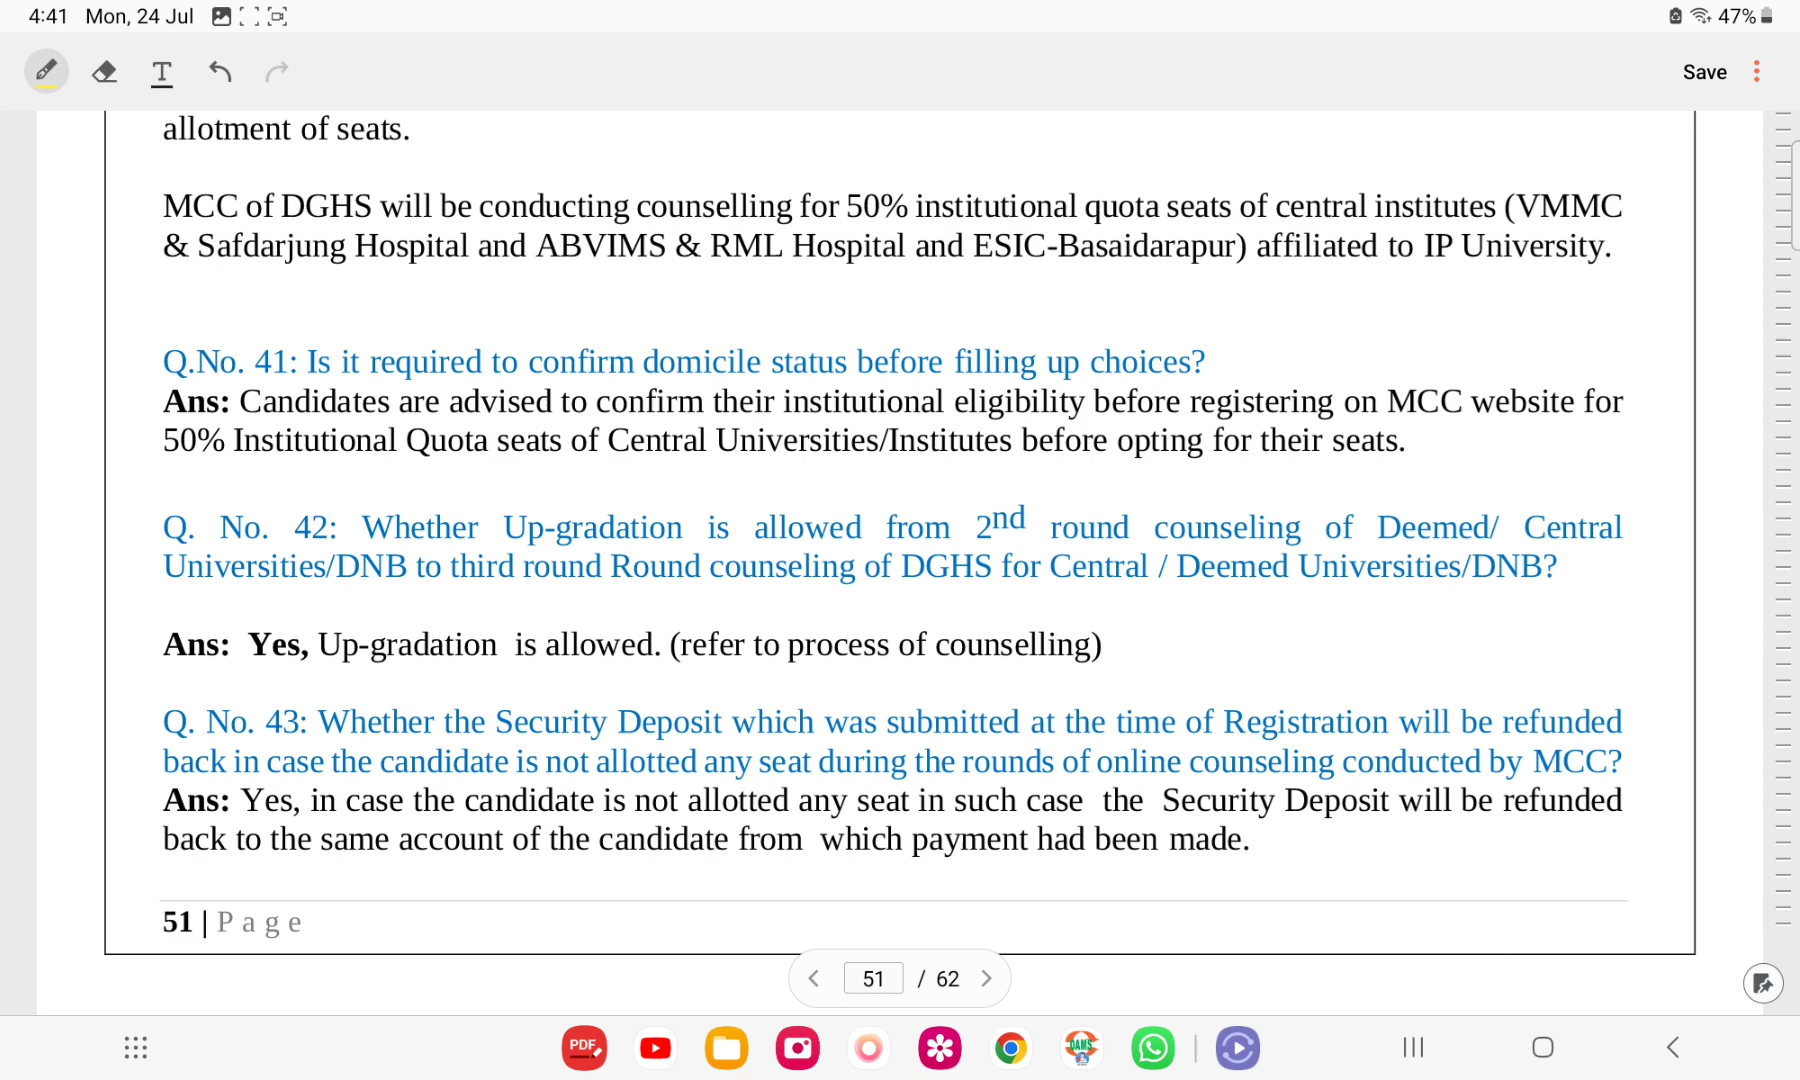 4:41 Mon, 24 Jul 47%
T Save
allotment of seats.
MCC of DGHS will be conducting counselling for 50% institutional quota seats of central institutes (VMMC
& Safdarjung Hospital and ABVIMS & RML Hospital and ESIC-Basaidarapur) affiliated to IP University.
Q.No. 41: Is it required to confirm domicile status before filling up choices?
Ans: Candidates are advised to confirm their institutional eligibility before registering on MCC website for
50% Institutional Quota seats of Central Universities/Institutes before opting for their seats.
Q. No. 42: Whether Up-gradation is allowed from 2nd round counseling of Deemed/ Central
Universities/DNB to third round Round counseling of DGHS for Central / Deemed Universities/DNB?
Ans: Yes, Up-gradation is allowed. (refer to process of counselling)
Q. No. 43: Whether the Security Deposit which was submitted at the time of Registration will be refunded
back in case the candidate is not allotted any seat during the rounds of online counseling conducted by MCC?
Ans: Yes, in case the candidate is not allotted any seat in such case the Security Deposit will be refunded
back to the same account of the candidate from which payment had been made.
51 | Page
51 / 62
PDF DAMS